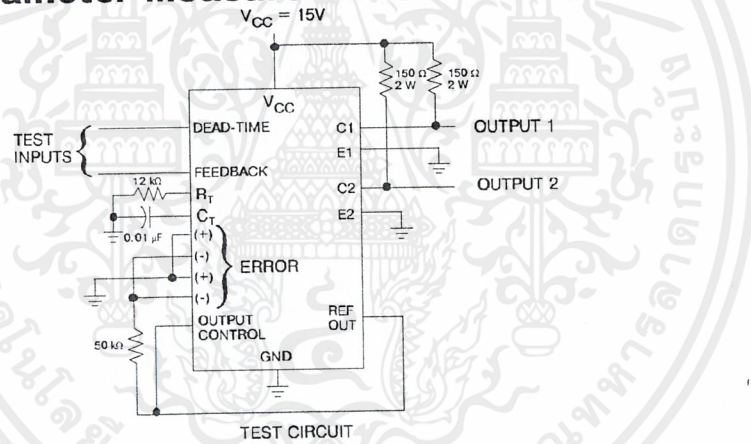 V_CC = 15V
150 Ω
2 W
150 Ω
2 W
V_CC
TEST
INPUTS
DEAD-TIME
C1
OUTPUT 1
E1
FEEDBACK
12 kΩ
R_T
C2
OUTPUT 2
C_T
E2
0.01 μF
(+)
(-)
(+)
(-)
ERROR
OUTPUT
CONTROL
REF
OUT
50 kΩ
GND
TEST CIRCUIT